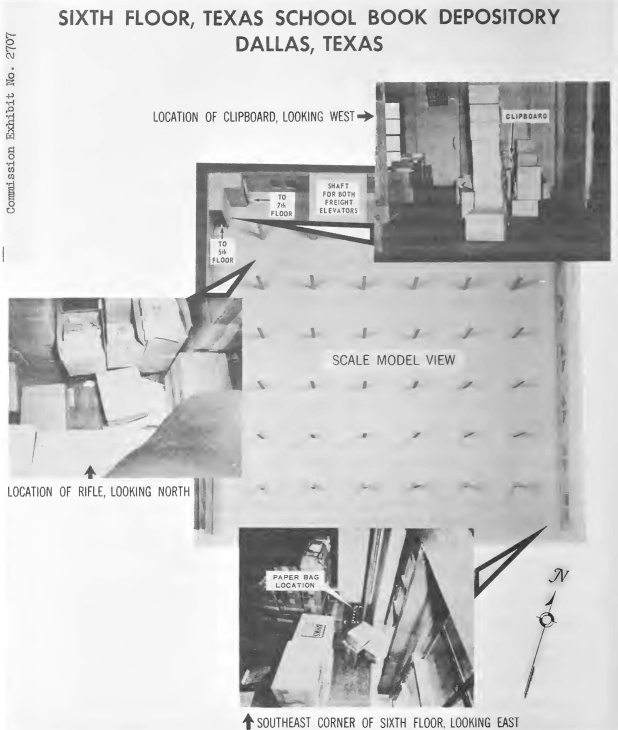 SIXTH FLOOR, TEXAS SCHOOL BOOK DEPOSITORY
DALLAS, TEXAS
Commission Exhibit No. 2707
LOCATION OF CLIPBOARD, LOOKING WEST
CLIPBOARD
SHAFT
FOR BOTH
FREIGHT
ELEVATORS
TO
7th
FLOOR
TO
5th
FLOOR
SCALE MODEL VIEW
LOCATION OF RIFLE, LOOKING NORTH
PAPER BAG
LOCATION
N
SOUTHEAST CORNER OF SIXTH FLOOR, LOOKING EAST